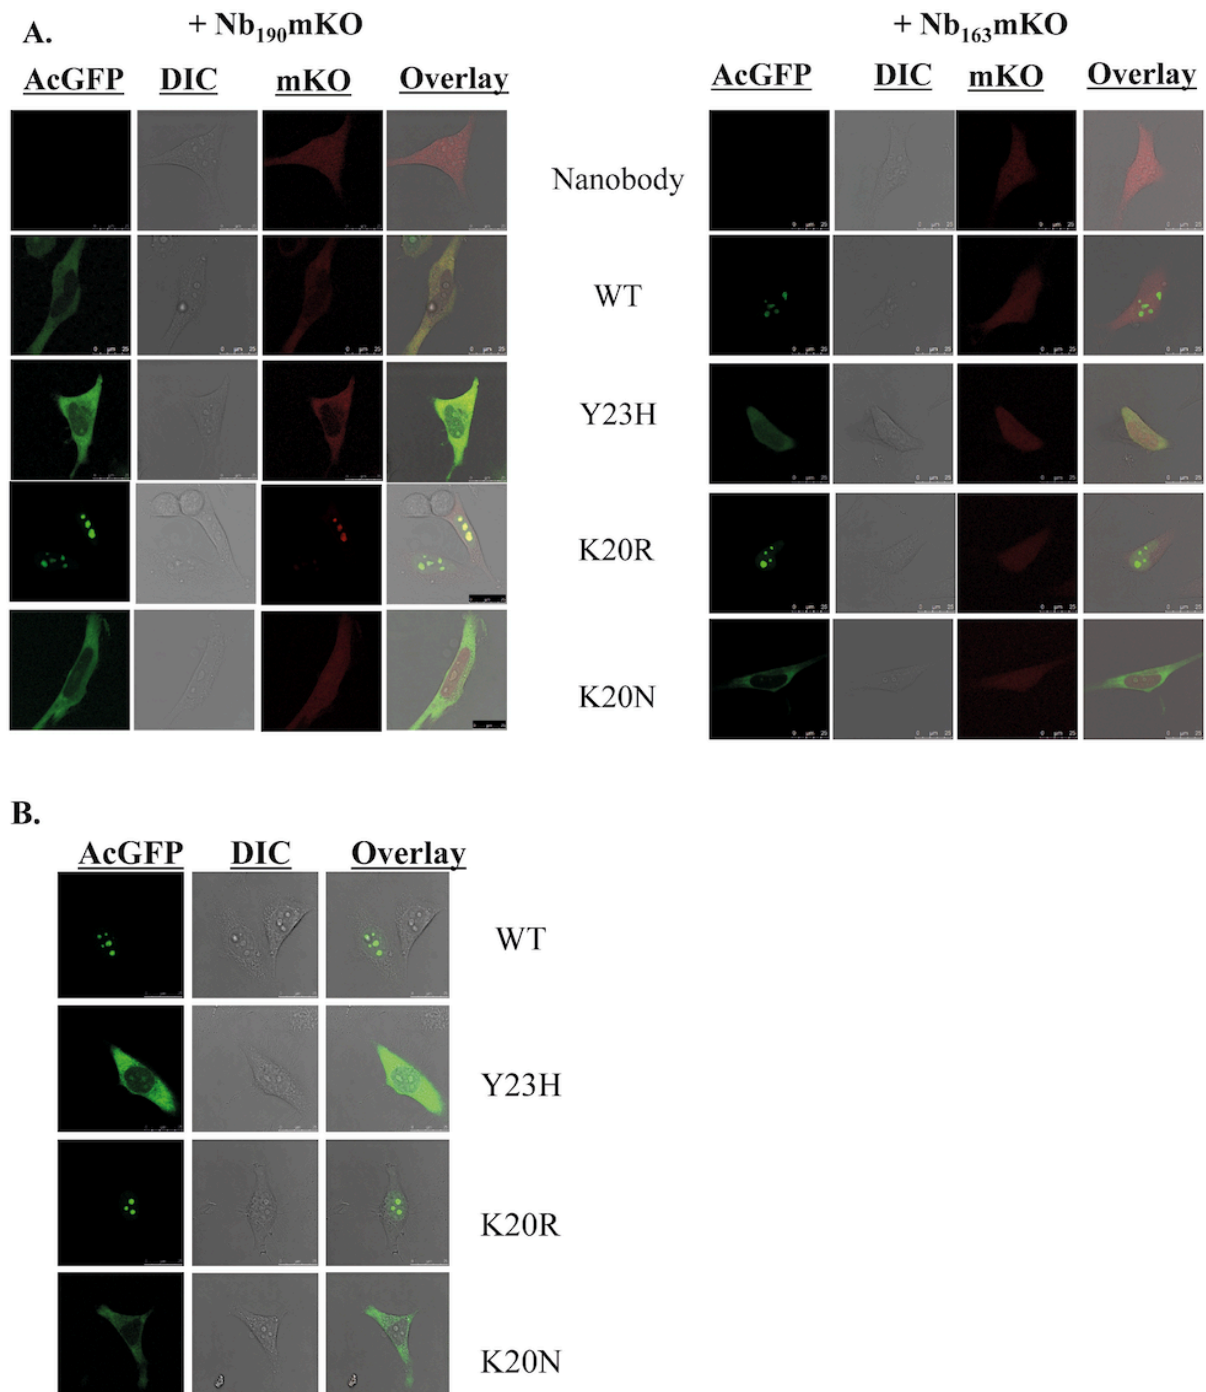 A.
+ Nb₁₉₀mKO
AcGFP DIC mKO Overlay
+ Nb₁₆₃mKO
AcGFP DIC mKO Overlay
Nanobody
WT
Y23H
K20R
K20N
B.
AcGFP DIC Overlay
WT
Y23H
K20R
K20N